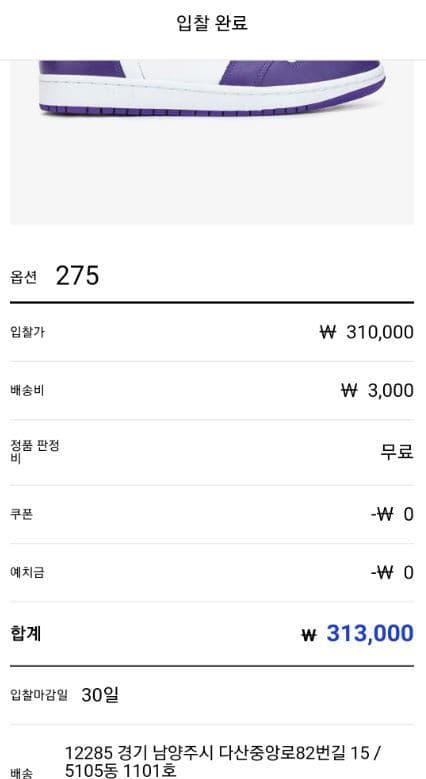 입찰 완료
옵션 275
입찰가 ₩ 310,000
배송비 ₩ 3,000
정품 판정
비 무료
쿠폰 -₩ 0
예치금 -₩ 0
합계 ₩ 313,000
입찰마감일 30일
12285 경기 남양주시 다산중앙로82번길 15 /
배송 5105동 1101호